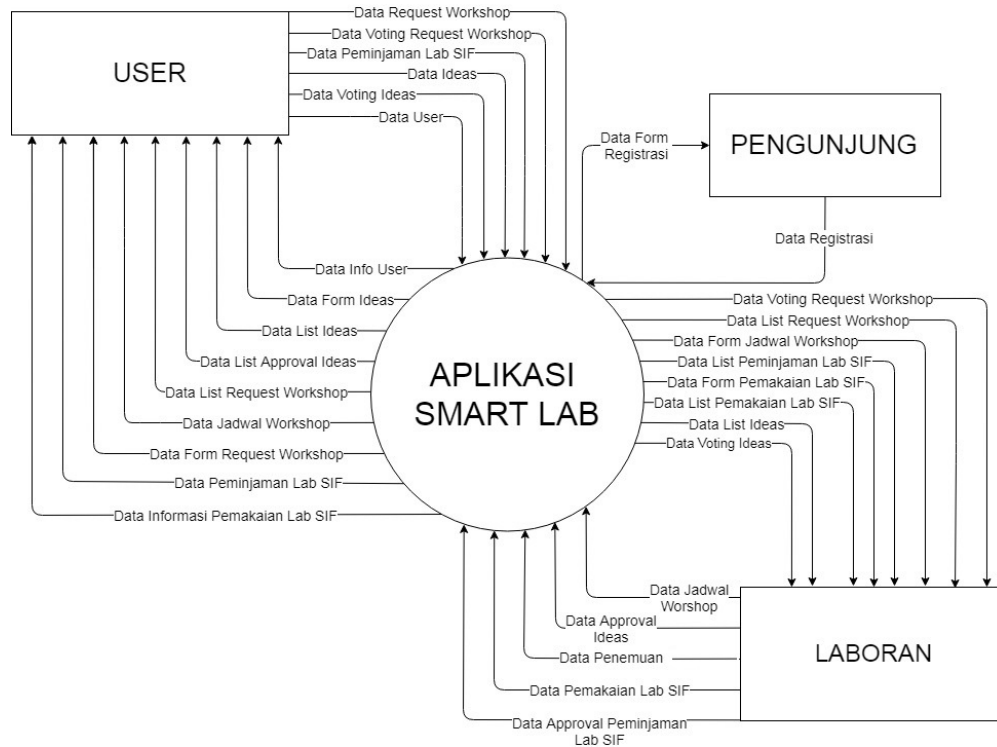 Data Request Workshop
Data Voting Request Workshop
Data Peminjaman Lab SIF
Data Ideas
Data Voting Ideas
Data User
USER
Data Form
Registrasi
PENGUNJUNG
Data Registrasi
Data Info User
Data Form Ideas
Data List Ideas
Data List Approval Ideas
Data List Request Workshop
Data Jadwal Workshop
Data Form Request Workshop
Data Peminjaman Lab SIF
Data Informasi Pemakaian Lab SIF
APLIKASI
SMART LAB
Data Voting Request Workshop
Data List Request Workshop
Data Form Jadwal Workshop
Data List Peminjaman Lab SIF
Data Form Pemakaian Lab SIF
Data List Pemakaian Lab SIF
Data List Ideas
Data Voting Ideas
Data Jadwal
Worshop
Data Approval
Ideas
Data Penemuan
Data Pemakaian Lab SIF
Data Approval Peminjaman
Lab SIF
LABORAN